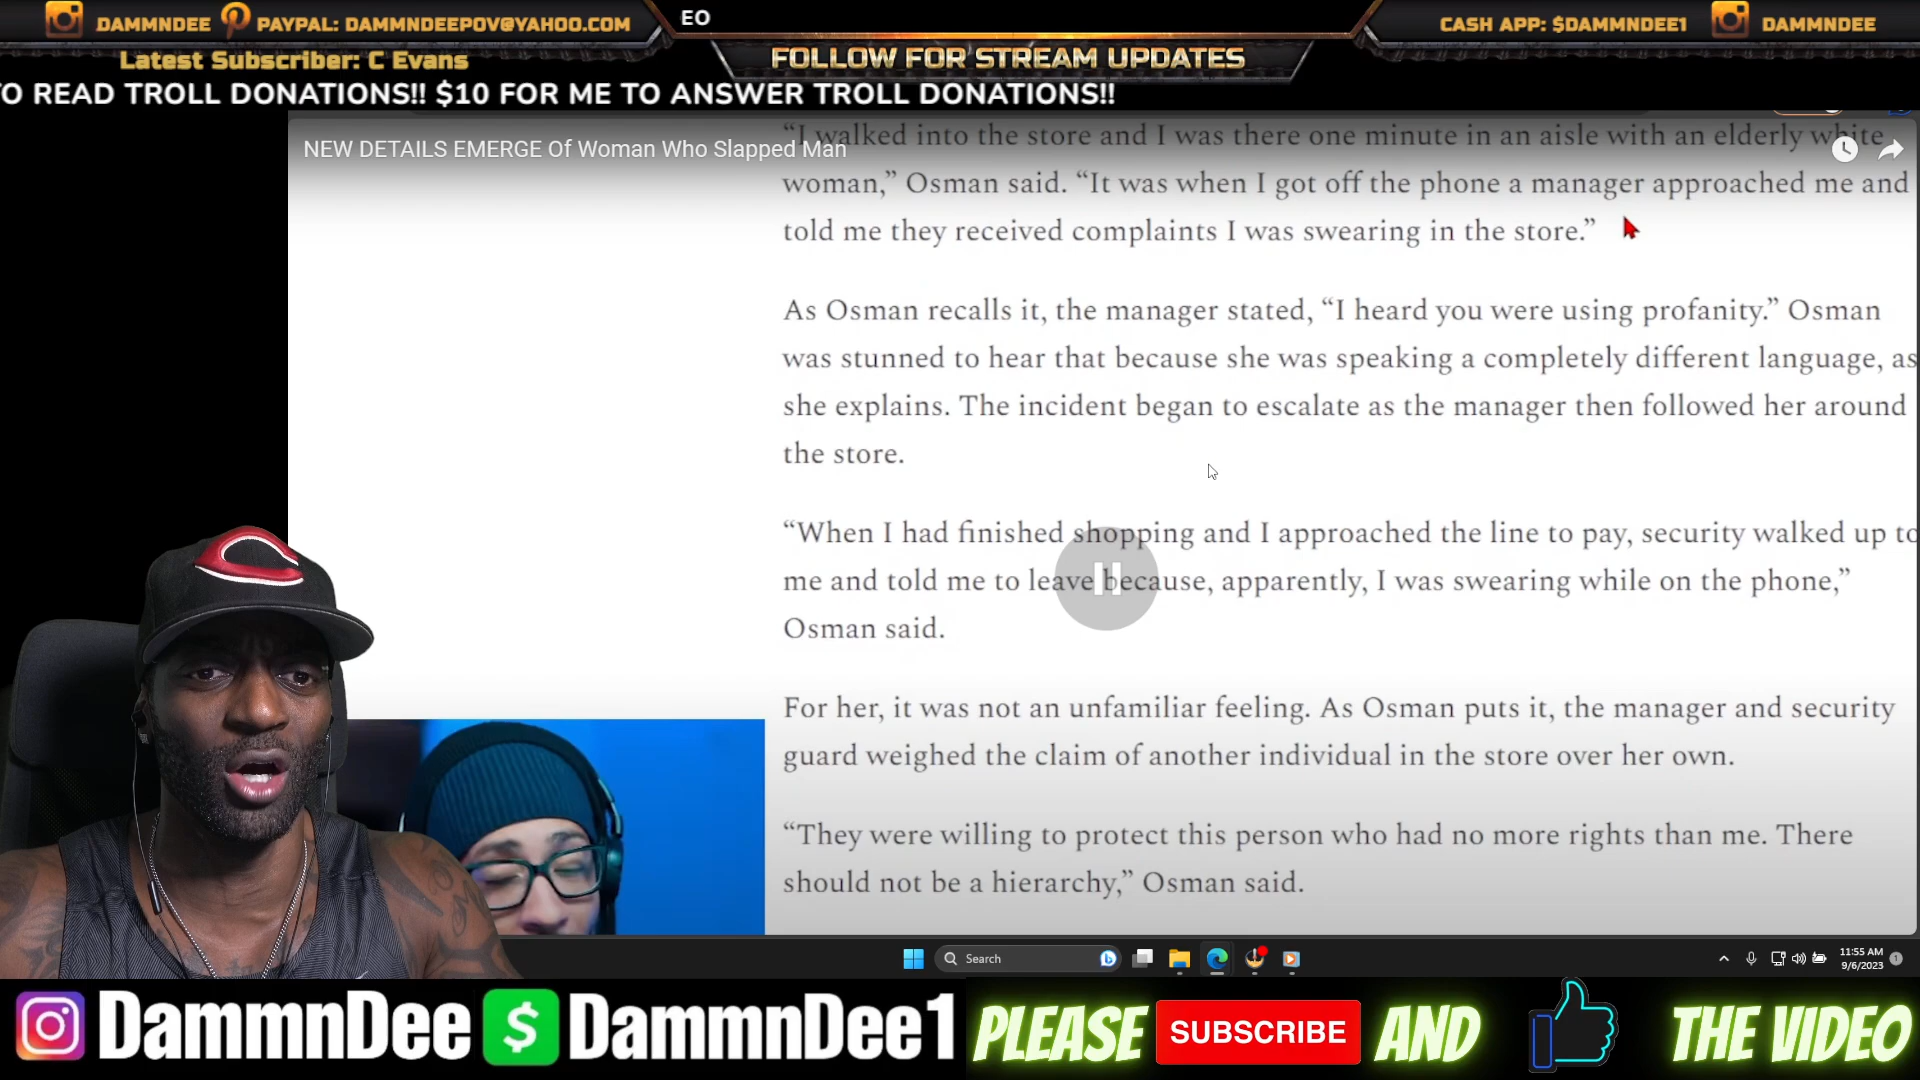 DAMMNDEE PAYPAL: DAMMNDEEPOV@YAHOO.COM
EO
CASH APP: $DAMMNDEE1 DAMMNDEE
Latest Subscriber: C Evans
FOLLOW FOR STREAM UPDATES
O READ TROLL DONATIONS!! $10 FOR ME TO ANSWER TROLL DONATIONS!!
NEW DETAILS EMERGE Of Woman Who Slapped Man
“I walked into the store and I was there one minute in an aisle with an elderly white
woman,” Osman said. “It was when I got off the phone a manager approached me and
told me they received complaints I was swearing in the store.”
As Osman recalls it, the manager stated, “I heard you were using profanity.” Osman
was stunned to hear that because she was speaking a completely different language, as
she explains. The incident began to escalate as the manager then followed her around
the store.
“When I had finished shopping and I approached the line to pay, security walked up to
me and told me to leave because, apparently, I was swearing while on the phone,”
Osman said.
For her, it was not an unfamiliar feeling. As Osman puts it, the manager and security
guard weighed the claim of another individual in the store over her own.
“They were willing to protect this person who had no more rights than me. There
should not be a hierarchy,” Osman said.
Search
11:55 AM
9/6/2023
1
DammnDee $ DammnDee1 PLEASE SUBSCRIBE AND THE VIDEO